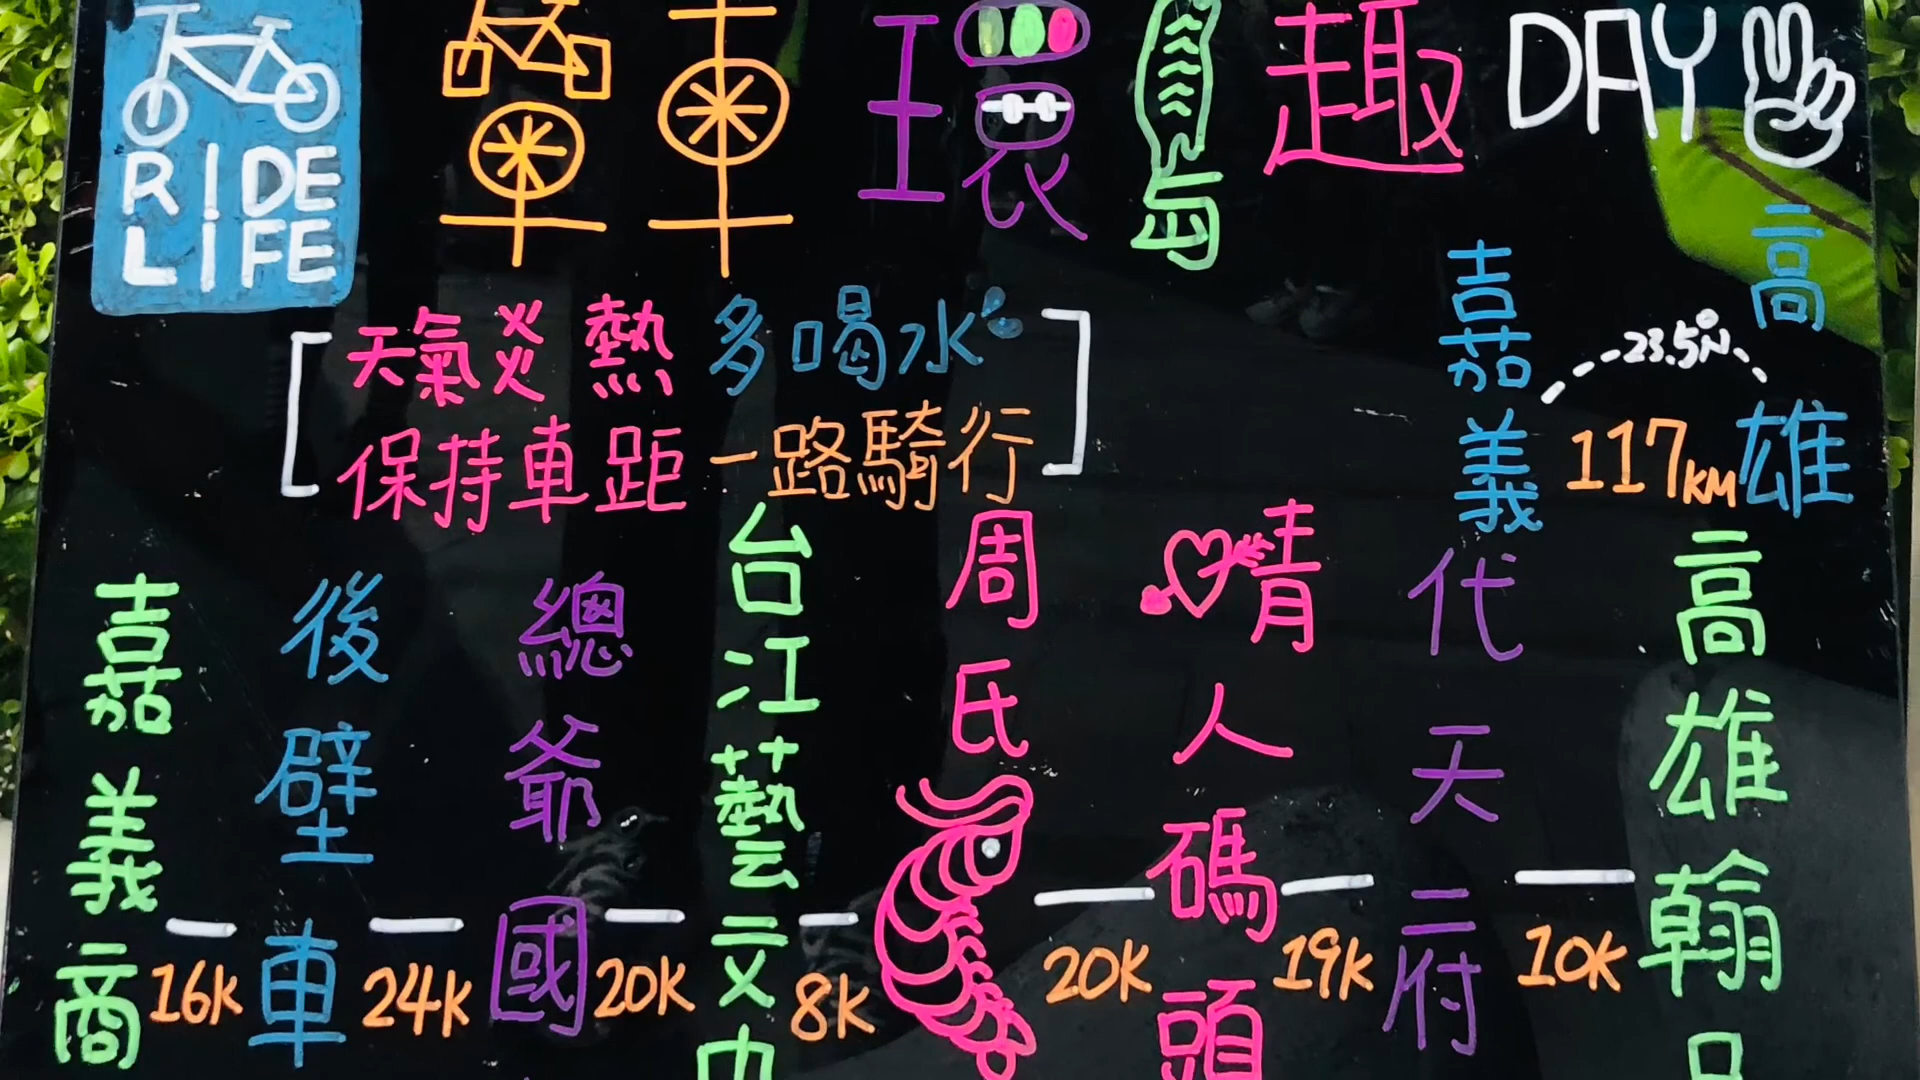 RIDE
LIFE
單車環島趣DAY
天氣炎熱 多喝水
保持車距 一路騎行
嘉義
23.5°N
117KM
高雄
嘉義商
16K
後壁車
24K
總爺國
20K
台江藝文中
8K
周氏
20K
情人碼頭
19K
代天府
10K
高雄翰品